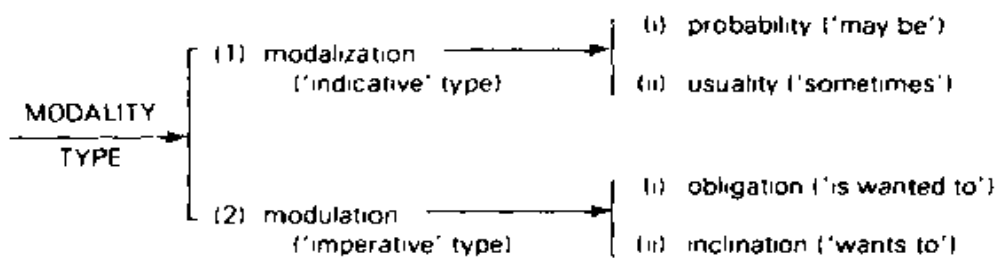 (i) probability ('may be')
(1) modalization
('indicative' type)
(ii) usuality ('sometimes')
MODALITY
TYPE
(i) obligation ('is wanted to')
(2) modulation
('imperative' type)
(ii) inclination ('wants to')